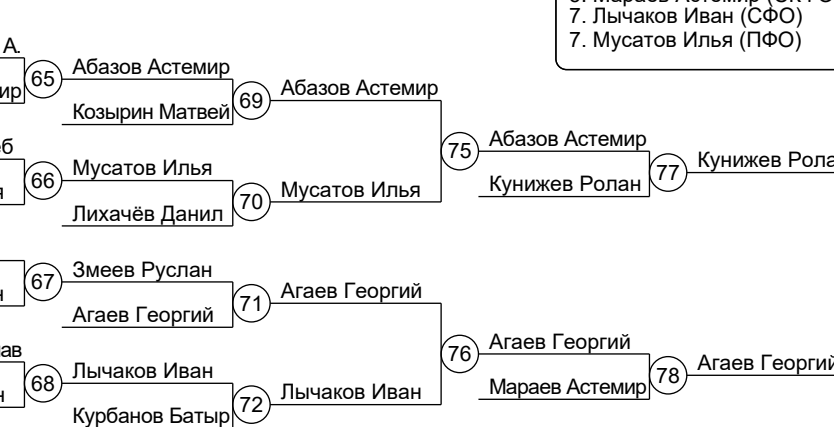 7. Лычаков Иван (СФО)
7. Мусатов Илья (ПФО)
А.
65
Абазов Астемир
Козырин Матвей
69
Абазов Астемир
66
Мусатов Илья
Лихачёв Данил
70
Мусатов Илья
75
Абазов Астемир
Кунижев Ролан
77
Кунижев Рола
67
Змеев Руслан
Агаев Георгий
71
Агаев Георгий
68
Лычаков Иван
Курбанов Батыр
72
Лычаков Иван
76
Агаев Георгий
Мараев Астемир
78
Агаев Георгий